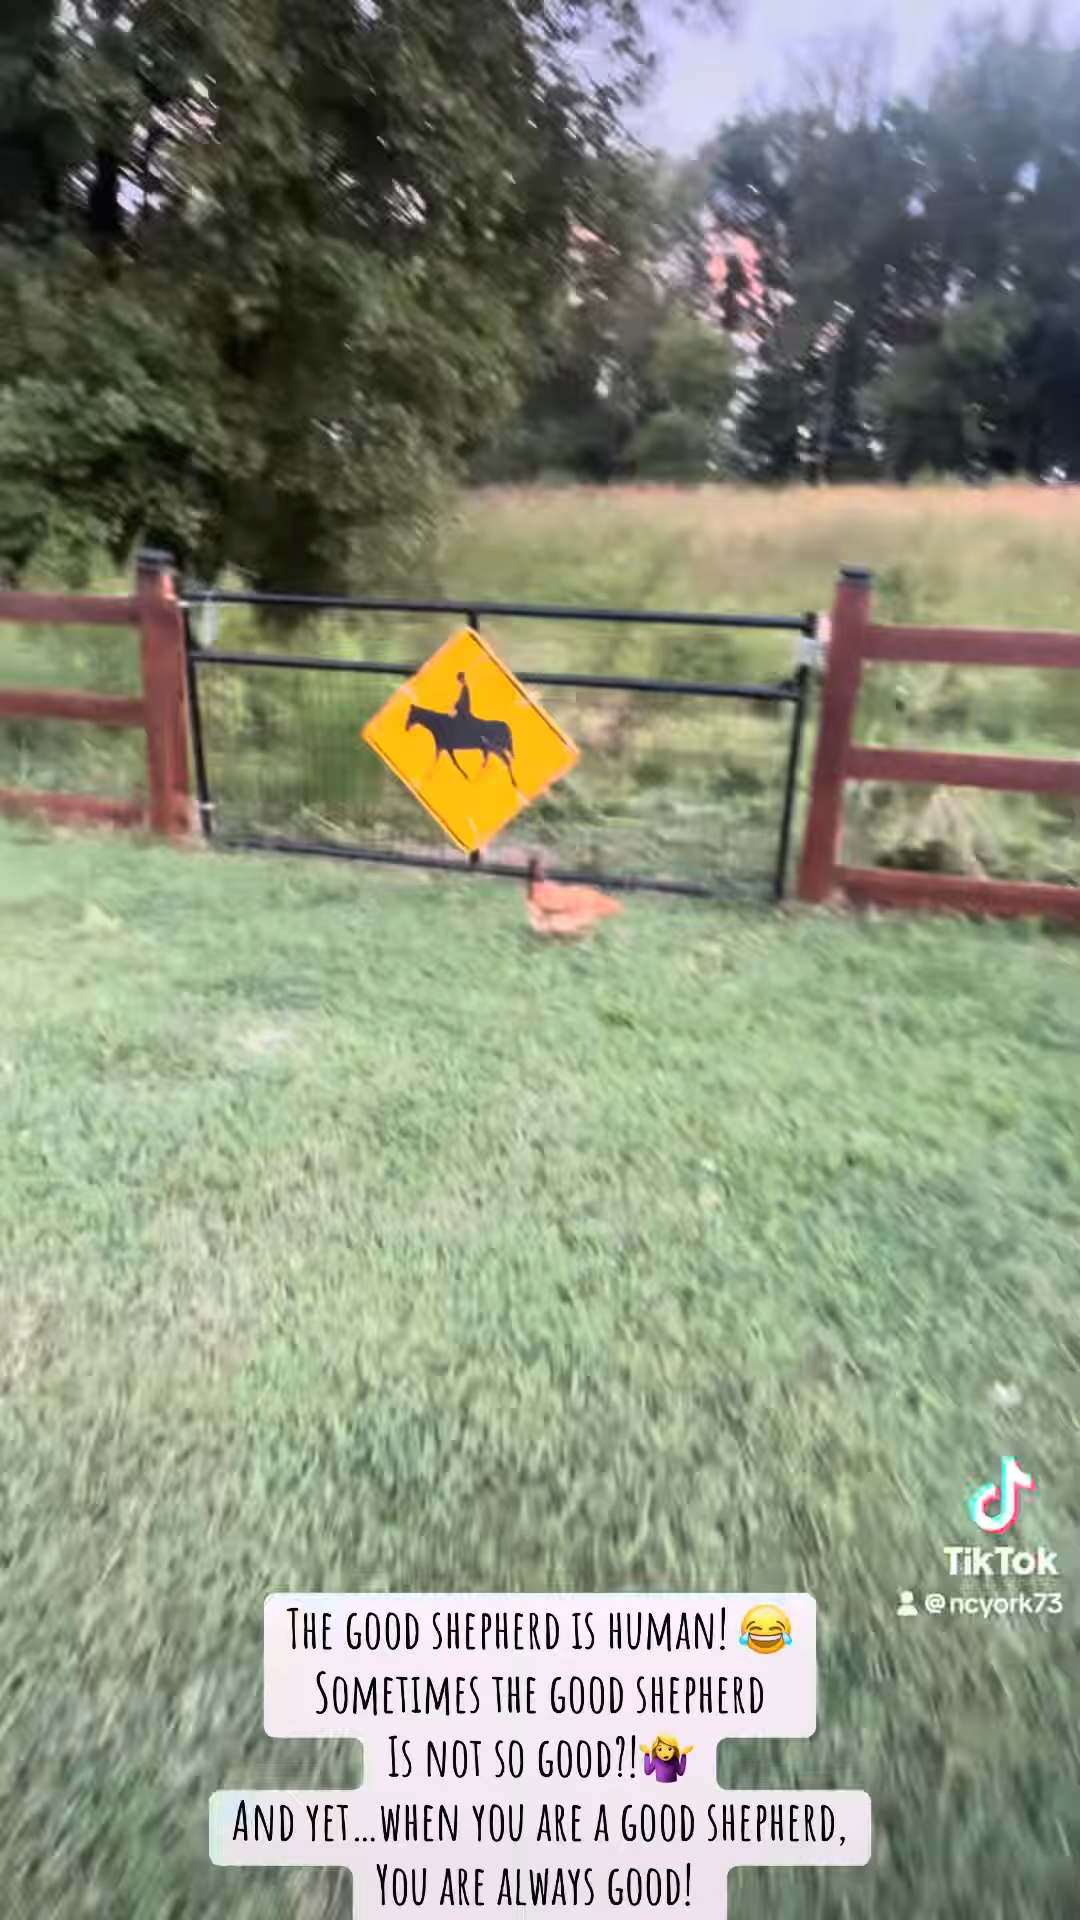 TikTok
@ncyork73
The good shepherd is human! 😂
Sometimes the good shepherd
Is not so good?!🤷‍♀️
And yet...when you are a good shepherd,
You are always good!